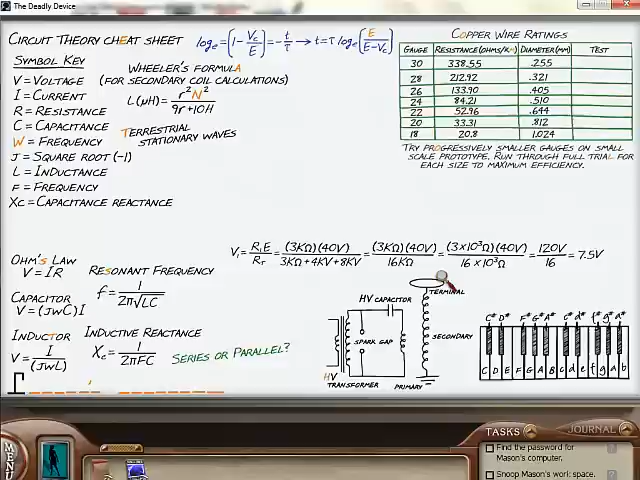 The Deadly Device
CIRCUIT THEORY CHEAT SHEET
log e = (1 - Vc/E) = - t/T → t = T log e (E/E-Vc)
COPPER WIRE RATINGS
GAUGE RESISTANCE (OHMS/KM) DIAMETER (MM) TEST
30 338.55 .255
28 212.92 .321
26 133.90 .405
24 84.21 .510
22 52.96 .644
20 33.31 .812
18 20.8 1.024
TRY PROGRESSIVELY SMALLER GAUGES ON SMALL
SCALE PROTOTYPE. RUN THROUGH FULL TRIAL FOR
EACH SIZE TO MAXIMUM EFFICIENCY.
SYMBOL KEY
V = VOLTAGE
I = CURRENT
R = RESISTANCE
C = CAPACITANCE
W = FREQUENCY
J = SQUARE ROOT (-1)
L = INDUCTANCE
F = FREQUENCY
XC = CAPACITANCE REACTANCE
WHEELER'S FORMULA
(FOR SECONDARY COIL CALCULATIONS)
L (µH) = r²N² / 9r + 10H
TERRESTRIAL
STATIONARY WAVES
V₁ = R₁E / RT = (3KΩ)(40V) / 3KΩ + 4KV + 8KV = (3KΩ)(40V) / 16KΩ = (3 x 10³Ω)(40V) / 16 x 10³Ω = 120V / 16 = 7.5V
OHM'S LAW
V = IR
RESONANT FREQUENCY
f = 1 / 2π√LC
CAPACITOR
V = (JWC) I
INDUCTOR
V = I / (JWL)
INDUCTIVE REACTANCE
Xc = 1 / 2πFC
SERIES OR PARALLEL?
HV CAPACITOR
TERMINAL
SPARK GAP
SECONDARY
HV
TRANSFORMER
PRIMARY
C# D# F# G# A# c# d# f# g# a#
C D E F G A B c d e f g a b
MENU
TASKS
JOURNAL
Find the password for
Mason's computer.
Snoop Mason's work space.